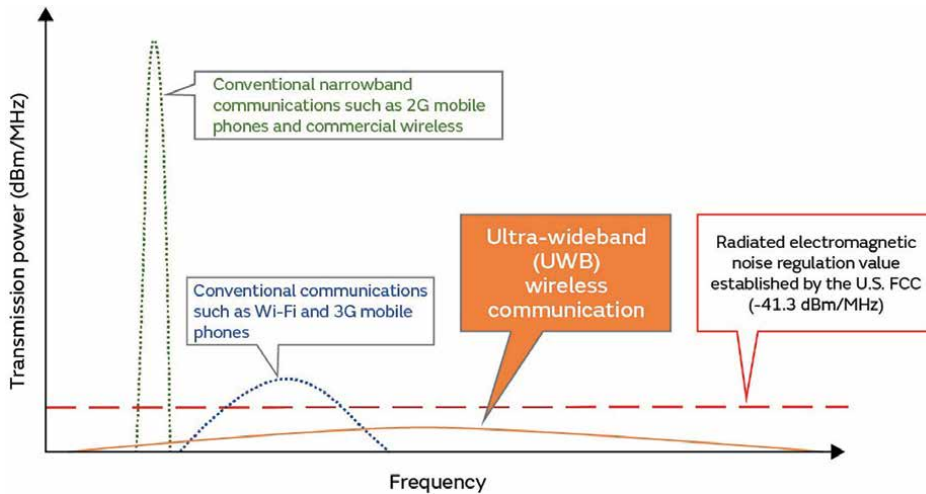 Transmission power (dBm/MHz)
Conventional narrowband
communications such as 2G mobile
phones and commercial wireless
Conventional communications
such as Wi-Fi and 3G mobile
phones
Ultra-wideband
(UWB)
wireless
communication
Radiated electromagnetic
noise regulation value
established by the U.S. FCC
(-41.3 dBm/MHz)
Frequency